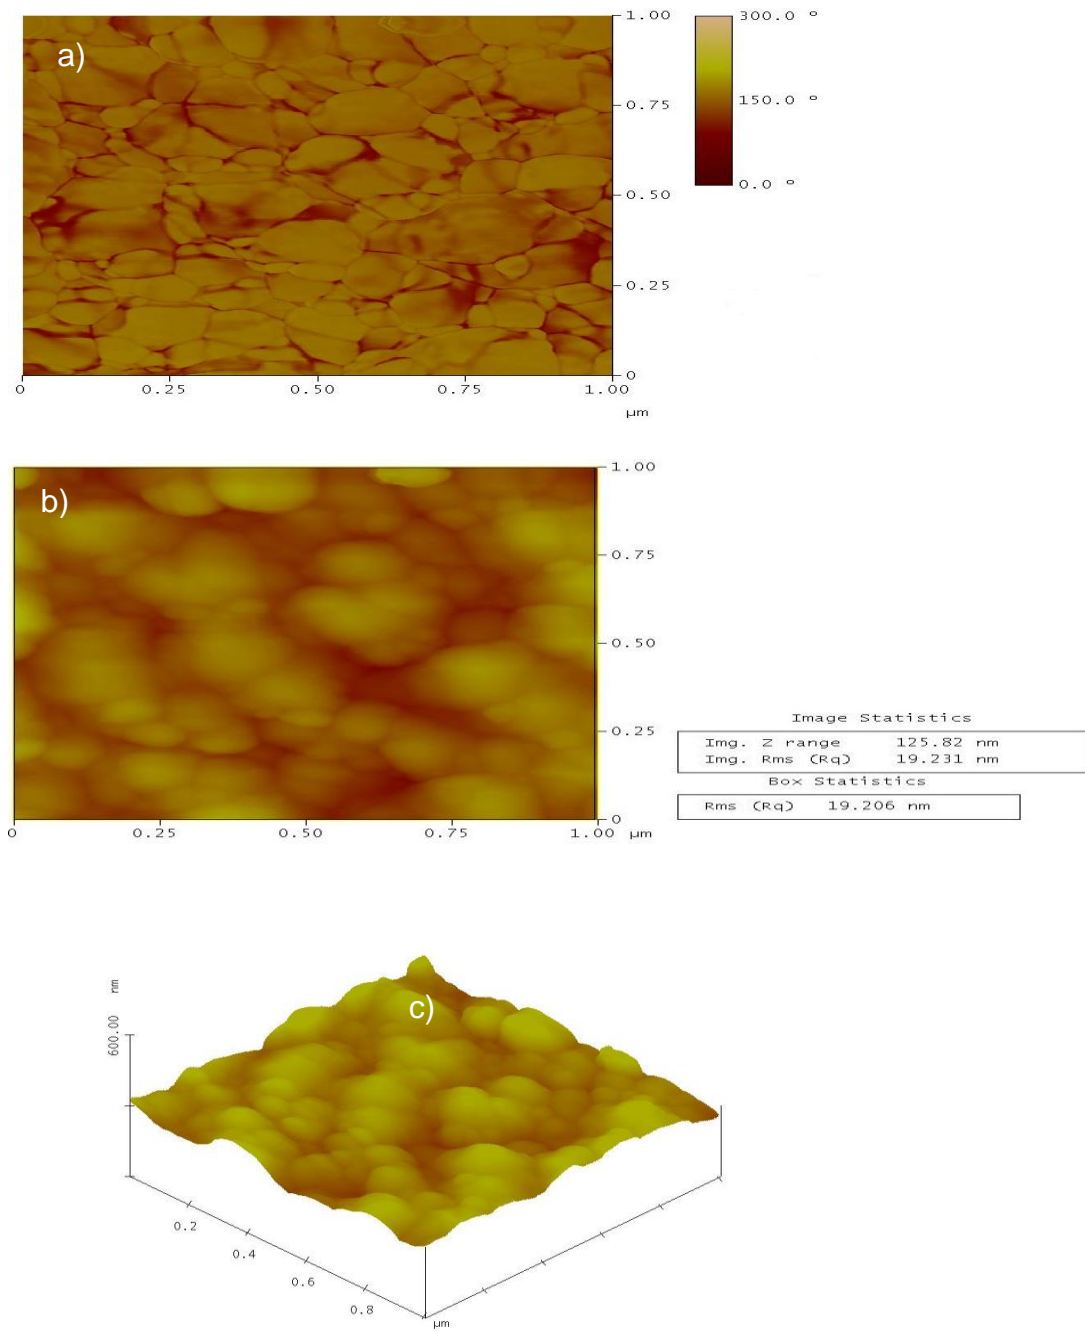 a)
300.0 °
150.0 °
0.0 °
1.00
0.75
0.50
0.25
0
0 0.25 0.50 0.75 1.00
µm
b)
1.00
0.75
0.50
0.25
0
0 0.25 0.50 0.75 1.00 µm
Image Statistics
Img. Z range 125.82 nm
Img. Rms (Rq) 19.231 nm
Box Statistics
Rms (Rq) 19.206 nm
c)
600.00 nm
0.2
0.4
0.6
0.8
µm